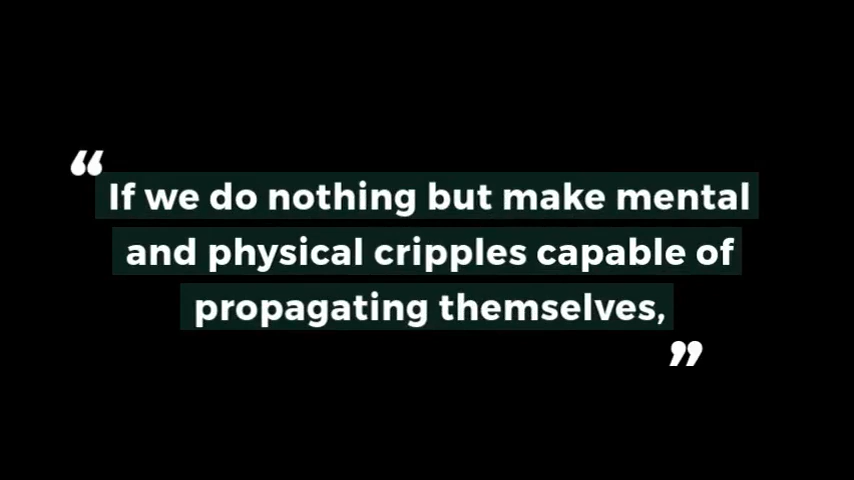 “
If we do nothing but make mental
and physical cripples capable of
propagating themselves,
”